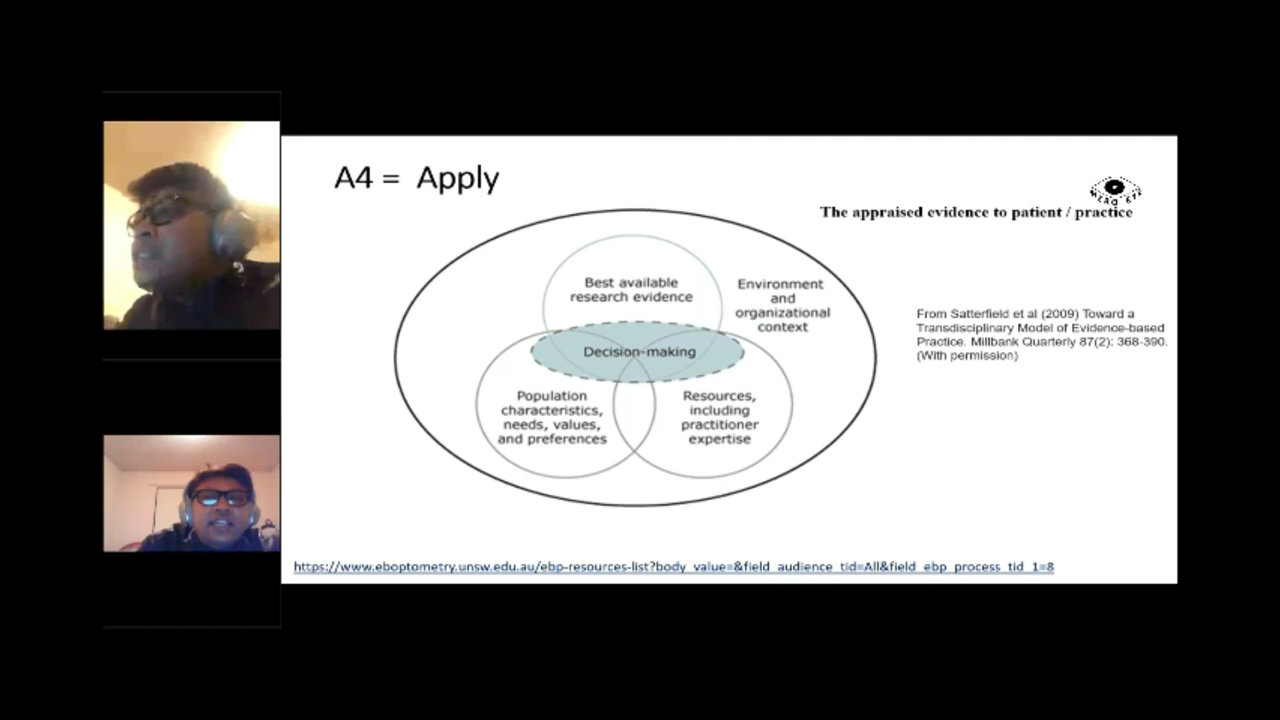 A4 = Apply
The appraised evidence to patient / practice
Best available
research evidence
Environment
and
organizational
context
Decision-making
Population
characteristics,
needs, values,
and preferences
Resources,
including
practitioner
expertise
From Satterfield et al (2009) Toward a
Transdisciplinary Model of Evidence-based
Practice. Millbank Quarterly 87(2): 368-390.
(With permission)
https://www.eboptometry.unsw.edu.au/ebp-resources-list?body_value=&field_audience_tid=All&field_ebp_process_tid_1=8